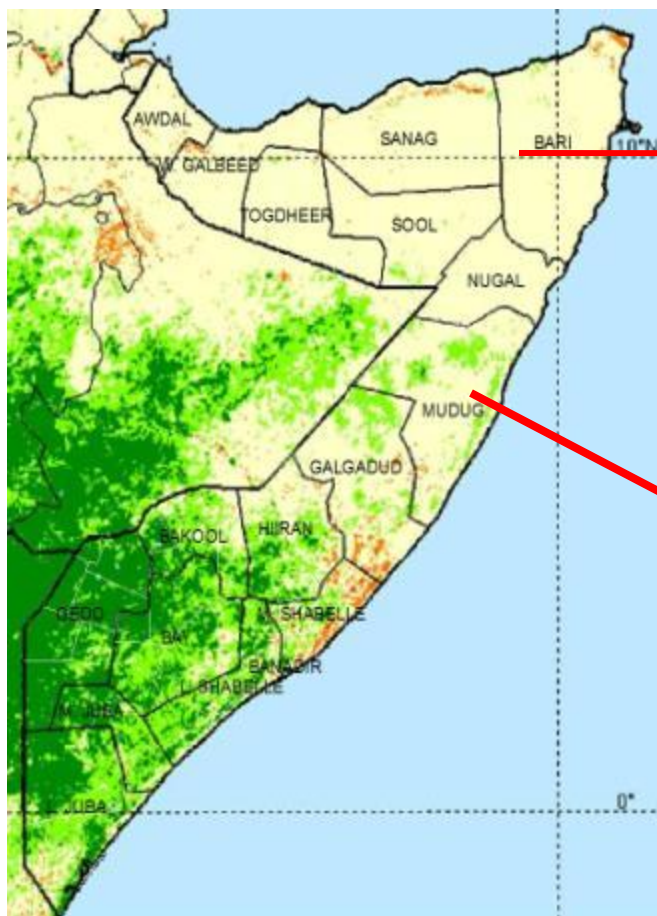 AWDAL
SANAG
BARI
10°N
W. GALBEED
TOGDHEER
SOOL
NUGAL
MUDUG
GALGADUD
BAKOOL
HIIRAN
GEDO
M. SHABELLE
BAY
BANADIR
L. SHABELLE
M. JUBA
0°
JUBA